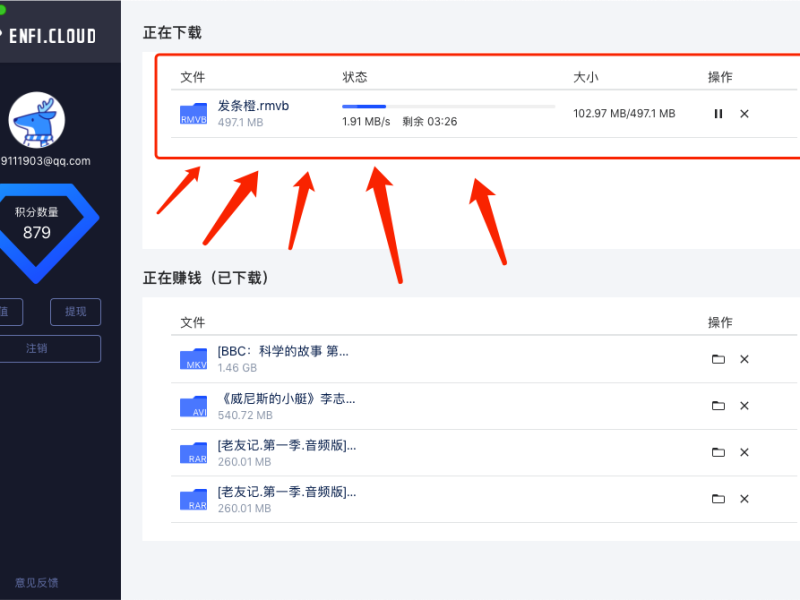 ENFI.CLOUD
9111903@qq.com
积分数量
879
值
提现
注销
意见反馈
正在下载
文件 状态 大小 操作
RMVB 发条橙.rmvb
497.1 MB
1.91 MB/s 剩余 03:26
102.97 MB/497.1 MB
正在赚钱（已下载）
文件 操作
MKV [BBC：科学的故事 第...
1.46 GB
AVI 《威尼斯的小艇》李志...
540.72 MB
RAR [老友记.第一季.音频版]...
260.01 MB
RAR [老友记.第一季.音频版]...
260.01 MB